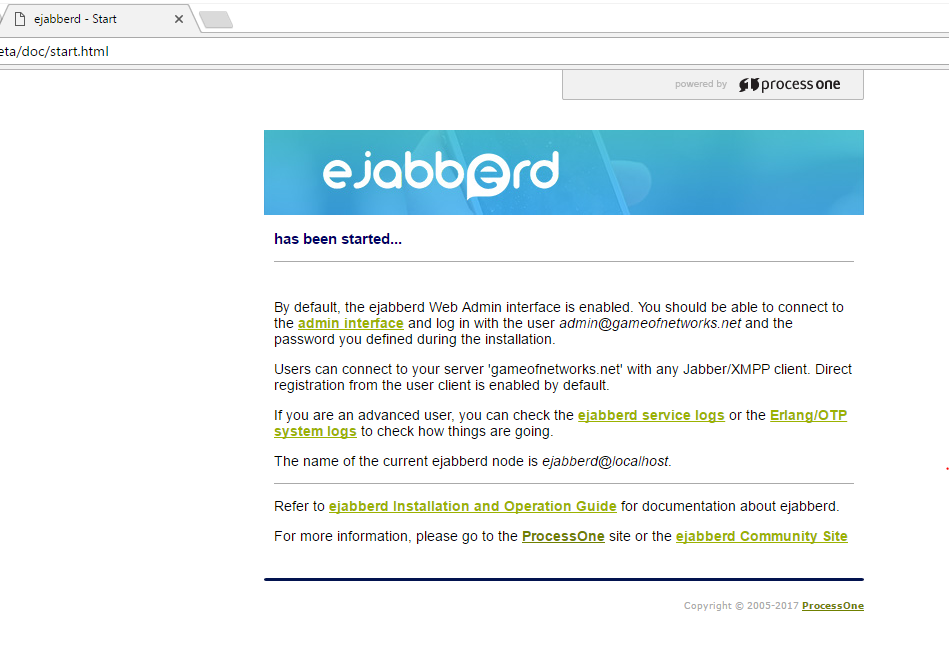 ejabberd - Start
eta/doc/start.html
powered by processone
ejabberd
has been started...
By default, the ejabberd Web Admin interface is enabled. You should be able to connect to
the admin interface and log in with the user admin@gameofnetworks.net and the
password you defined during the installation.
Users can connect to your server 'gameofnetworks.net' with any Jabber/XMPP client. Direct
registration from the user client is enabled by default.
If you are an advanced user, you can check the ejabberd service logs or the Erlang/OTP
system logs to check how things are going.
The name of the current ejabberd node is ejabberd@localhost.
Refer to ejabberd Installation and Operation Guide for documentation about ejabberd.
For more information, please go to the ProcessOne site or the ejabberd Community Site
Copyright © 2005-2017 ProcessOne